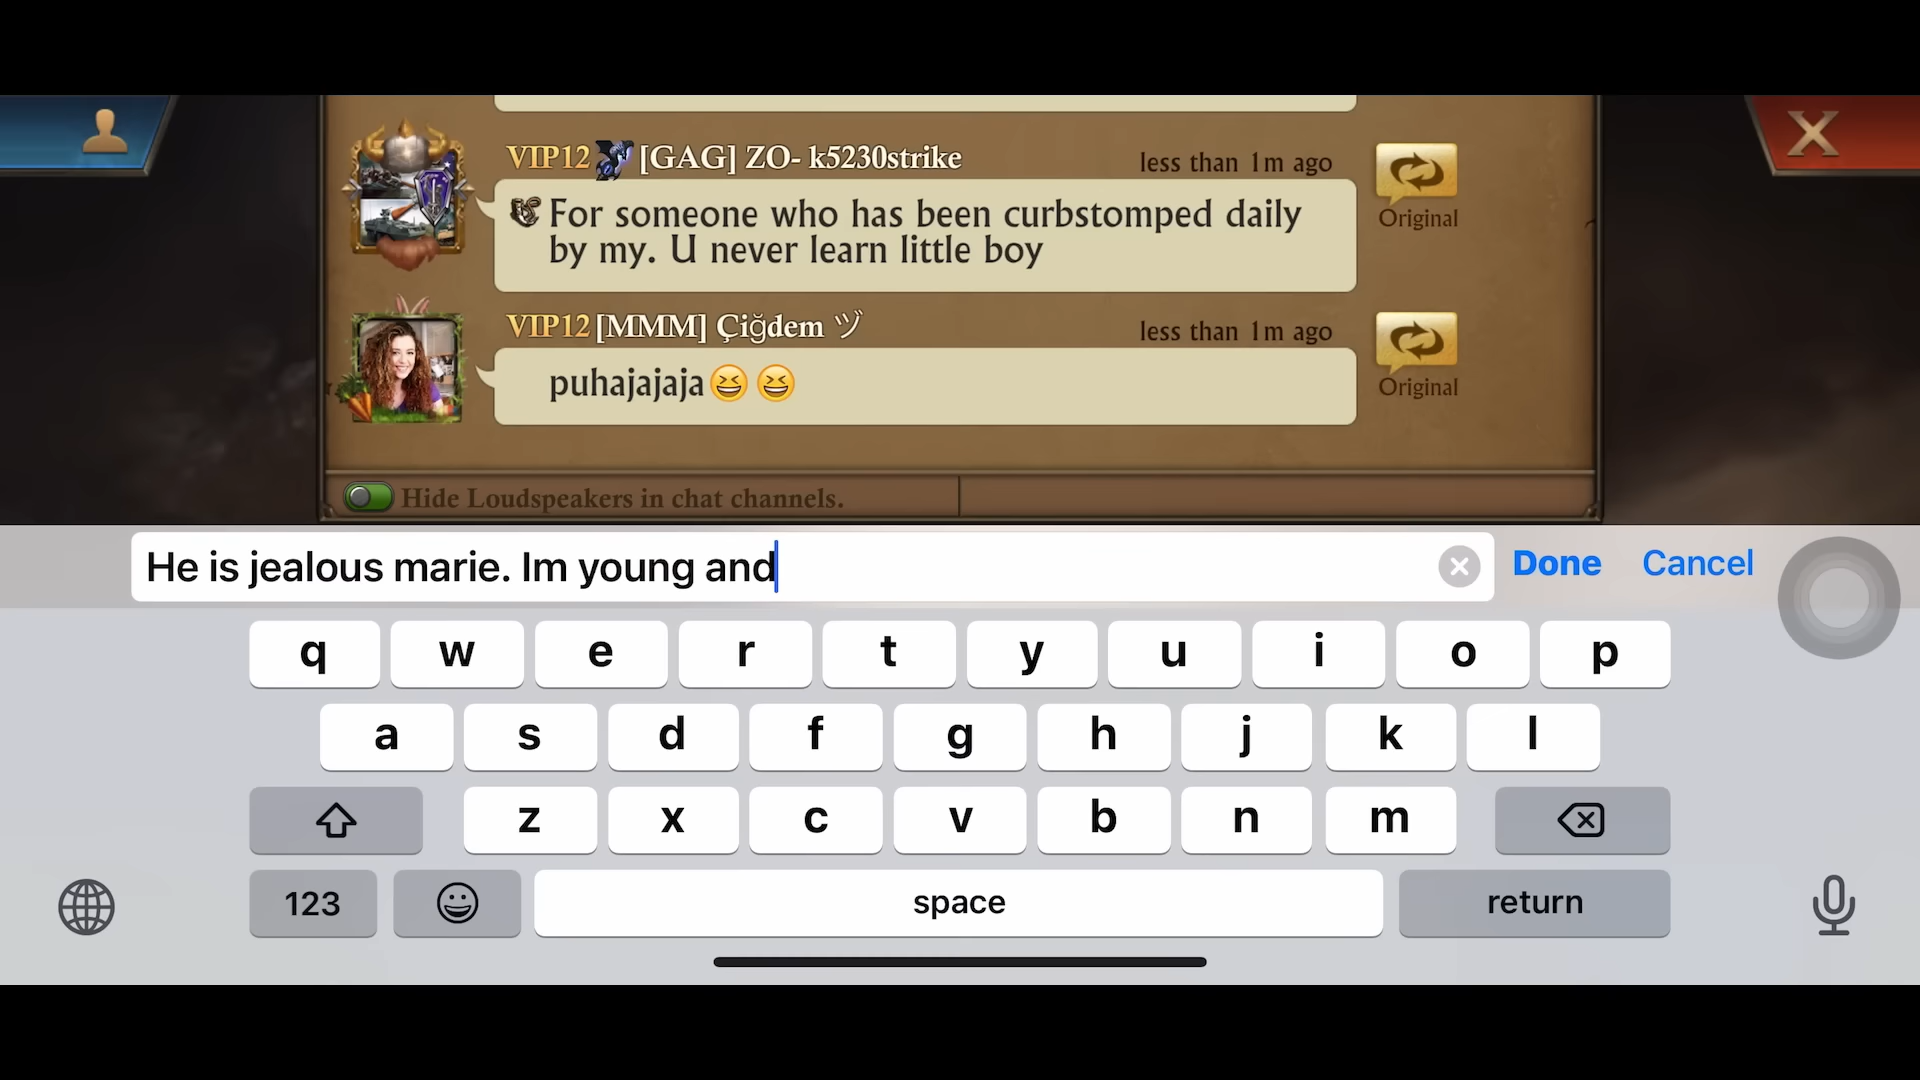 VIP12 [GAG] ZO- k5230strike less than 1m ago
For someone who has been curbstomped daily
by my. U never learn little boy
Original
VIP12 [MMM] Çiğdem ヅ less than 1m ago
puhajajaja😆😆
Original
Hide Loudspeakers in chat channels.
He is jealous marie. Im young and
Done Cancel
q w e r t y u i o p
a s d f g h j k l
z x c v b n m
123 space return